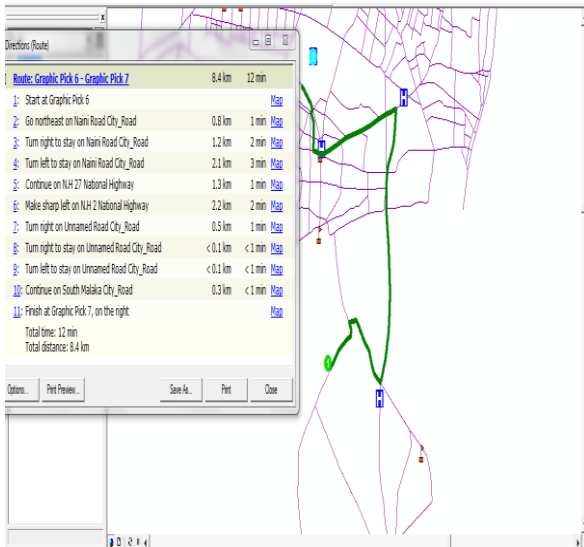 Directions (Route)
Route: Graphic Pick 6 - Graphic Pick 7 8.4 km 12 min
1: Start at Graphic Pick 6 Map
2: Go northeast on Naini Road City_Road 0.8 km 1 min Map
3: Turn right to stay on Naini Road City_Road 1.2 km 2 min Map
4: Turn left to stay on Naini Road City_Road 2.1 km 3 min Map
5: Continue on N.H 27 National Highway 1.3 km 1 min Map
6: Make sharp left on N.H 2 National Highway 2.2 km 2 min Map
7: Turn right on Unnamed Road City_Road 0.5 km 1 min Map
8: Turn right to stay on Unnamed Road City_Road < 0.1 km < 1 min Map
9: Turn left to stay on Unnamed Road City_Road < 0.1 km < 1 min Map
10: Continue on South Malaka City_Road 0.3 km < 1 min Map
11: Finish at Graphic Pick 7, on the right Map
Total time: 12 min
Total distance: 8.4 km
Options... Print Preview... Save As... Print Close
H
H
1
H